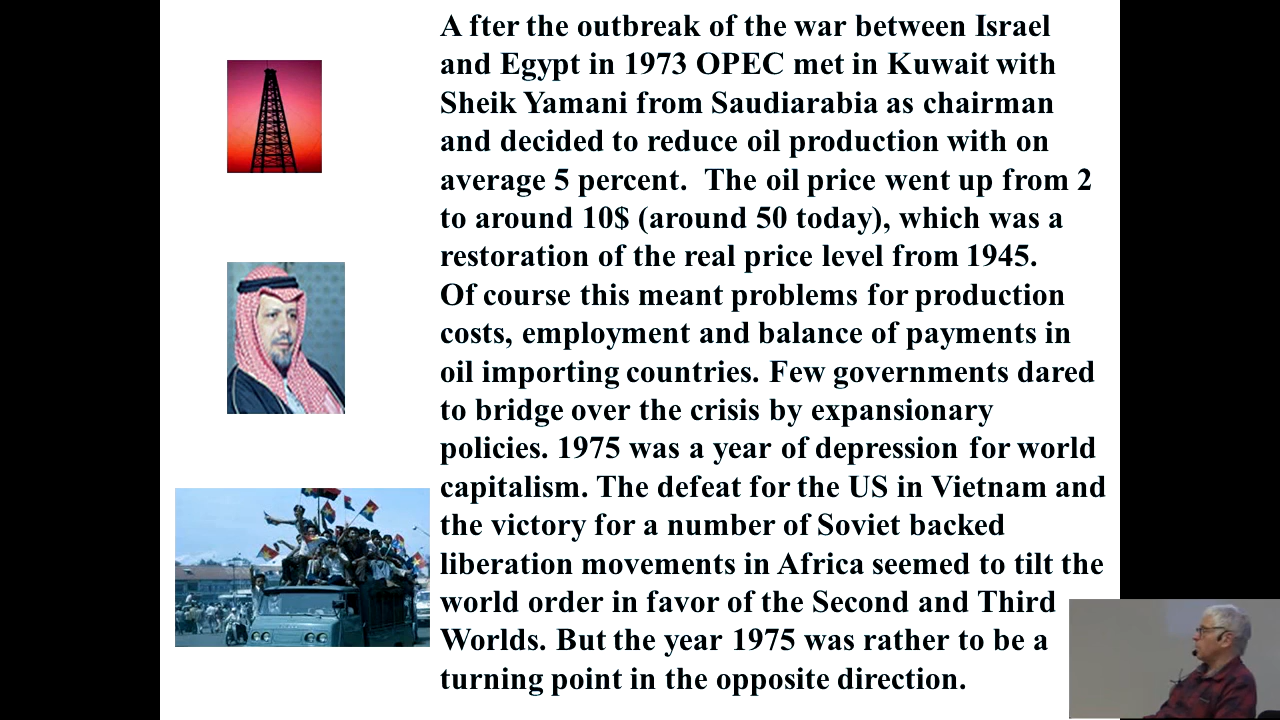 A fter the outbreak of the war between Israel
and Egypt in 1973 OPEC met in Kuwait with
Sheik Yamani from Saudiarabia as chairman
and decided to reduce oil production with on
average 5 percent.  The oil price went up from 2
to around 10$ (around 50 today), which was a
restoration of the real price level from 1945.
Of course this meant problems for production
costs, employment and balance of payments in
oil importing countries. Few governments dared
to bridge over the crisis by expansionary
policies. 1975 was a year of depression for world
capitalism. The defeat for the US in Vietnam and
the victory for a number of Soviet backed
liberation movements in Africa seemed to tilt the
world order in favor of the Second and Third
Worlds. But the year 1975 was rather to be a
turning point in the opposite direction.